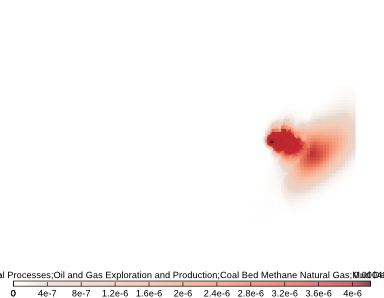 al Processes;Oil and Gas Exploration and Production;Coal Bed Methane Natural Gas;
0 4e-7 8e-7 1.2e-6 1.6e-6 2e-6 2.4e-6 2.8e-6 3.2e-6 3.6e-6 4e-6